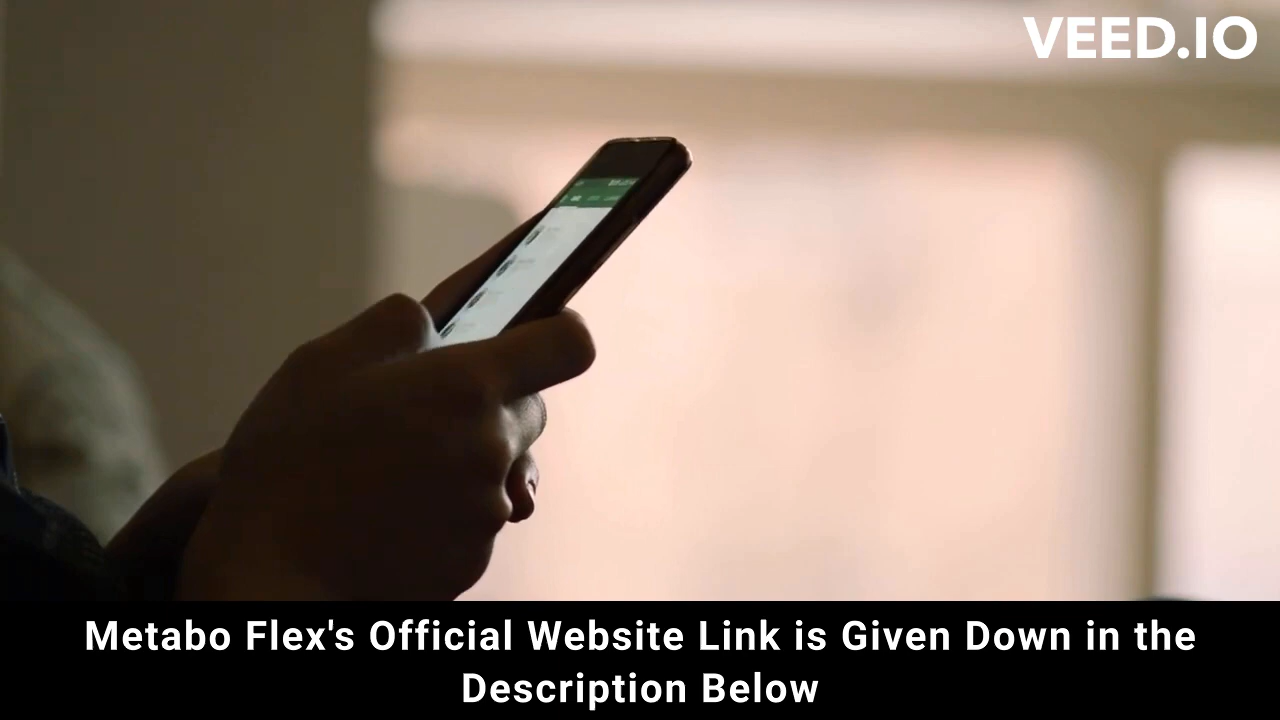 VEED.IO
Metabo Flex's Official Website Link is Given Down in the
Description Below